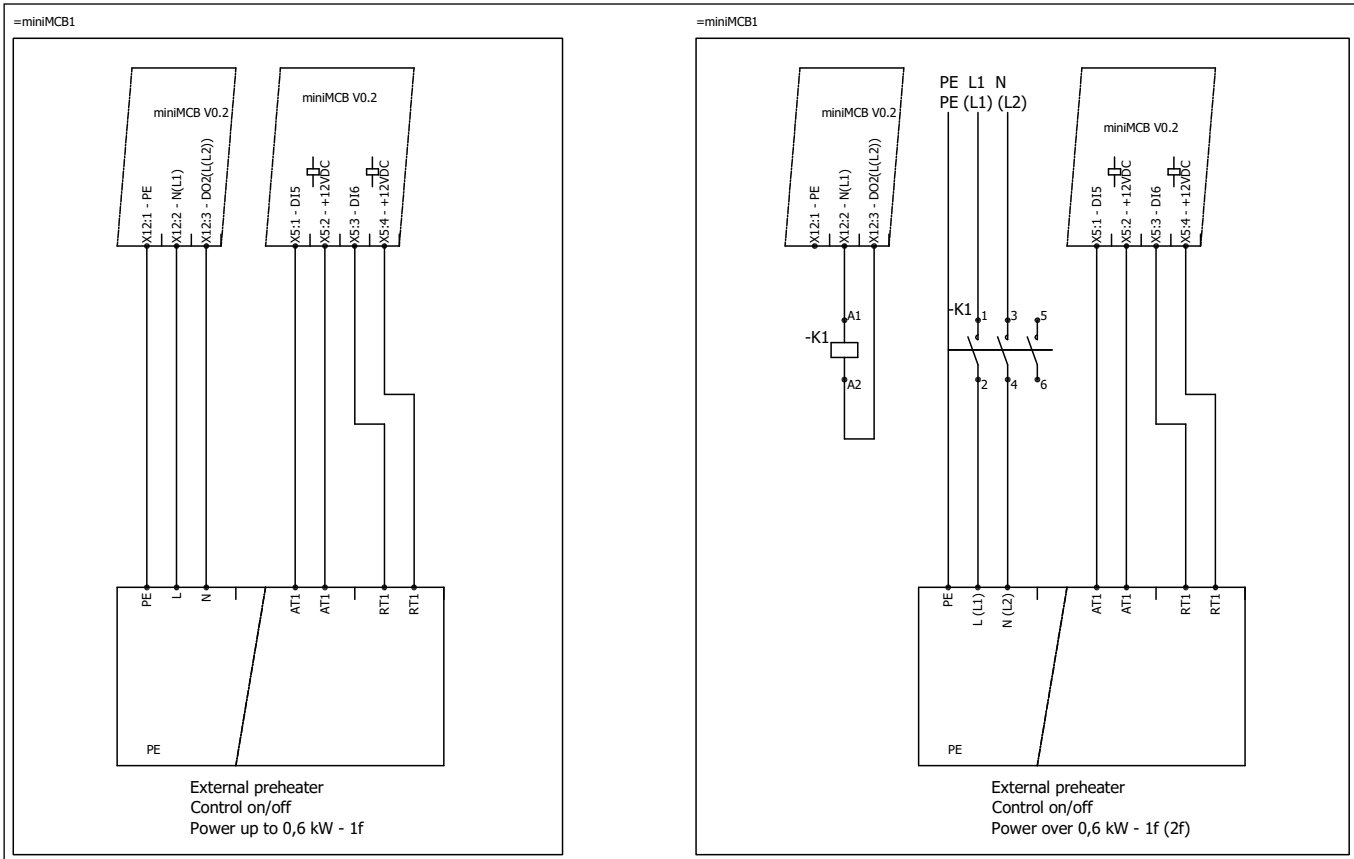 =miniMCB1
miniMCB V0.2
miniMCB V0.2
X12:1 - PE
X12:2 - N(L1)
X12:3 - DO2(L(L2))
X5:1 - DI5
X5:2 - +12VDC
X5:3 - DI6
X5:4 - +12VDC
PE
L
N
AT1
AT1
RT1
RT1
PE
External preheater
Control on/off
Power up to 0,6 kW - 1f
=miniMCB1
miniMCB V0.2
PE L1 N
PE (L1) (L2)
miniMCB V0.2
X12:1 - PE
X12:2 - N(L1)
X12:3 - DO2(L(L2))
X5:1 - DI5
X5:2 - +12VDC
X5:3 - DI6
X5:4 - +12VDC
A1
-K1
A2
-K1
1
3
5
2
4
6
PE
L (L1)
N (L2)
AT1
AT1
RT1
RT1
PE
External preheater
Control on/off
Power over 0,6 kW - 1f (2f)